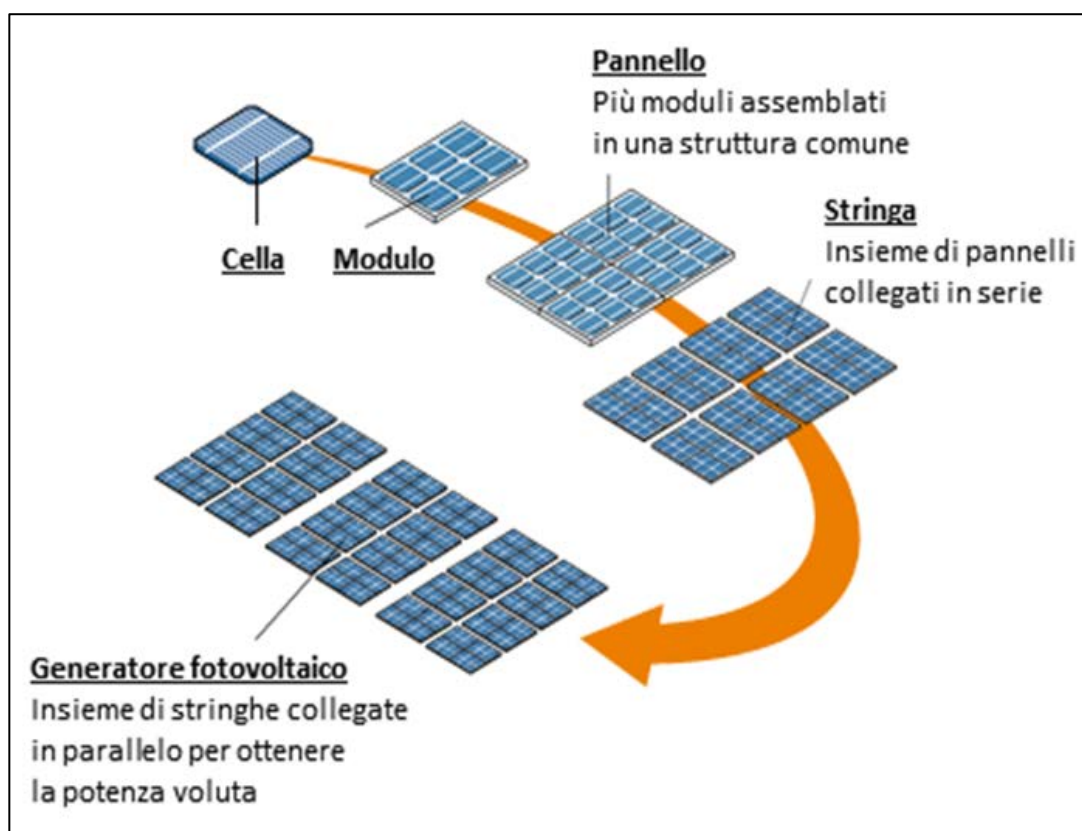 Pannello
Più moduli assemblati
in una struttura comune
Stringa
Insieme di pannelli
collegati in serie
Cella
Modulo
Generatore fotovoltaico
Insieme di stringhe collegate
in parallelo per ottenere
la potenza voluta